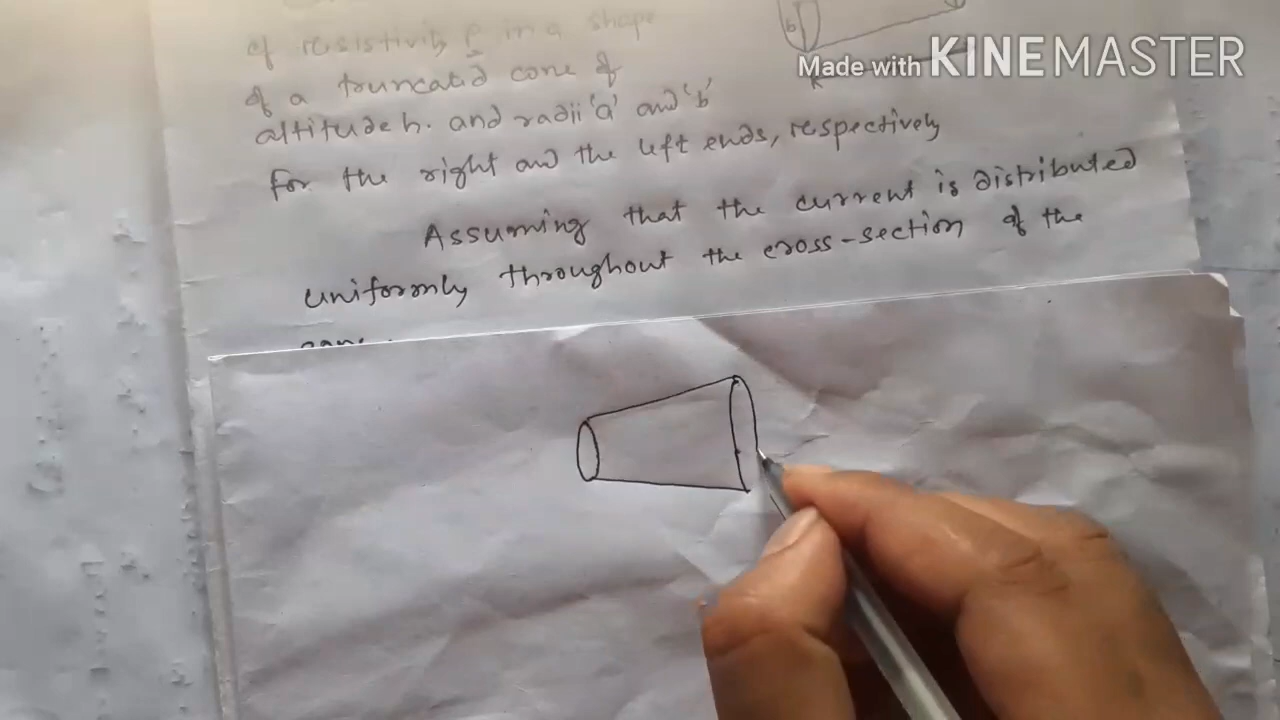 of resistivity ρ in a shape
b
Made with KINEMASTER
of a truncated cone of
altitude h. and radii 'a' and 'b'
for the right and the left ends, respectively
Assuming that the current is distributed
uniformly throughout the cross-section of the